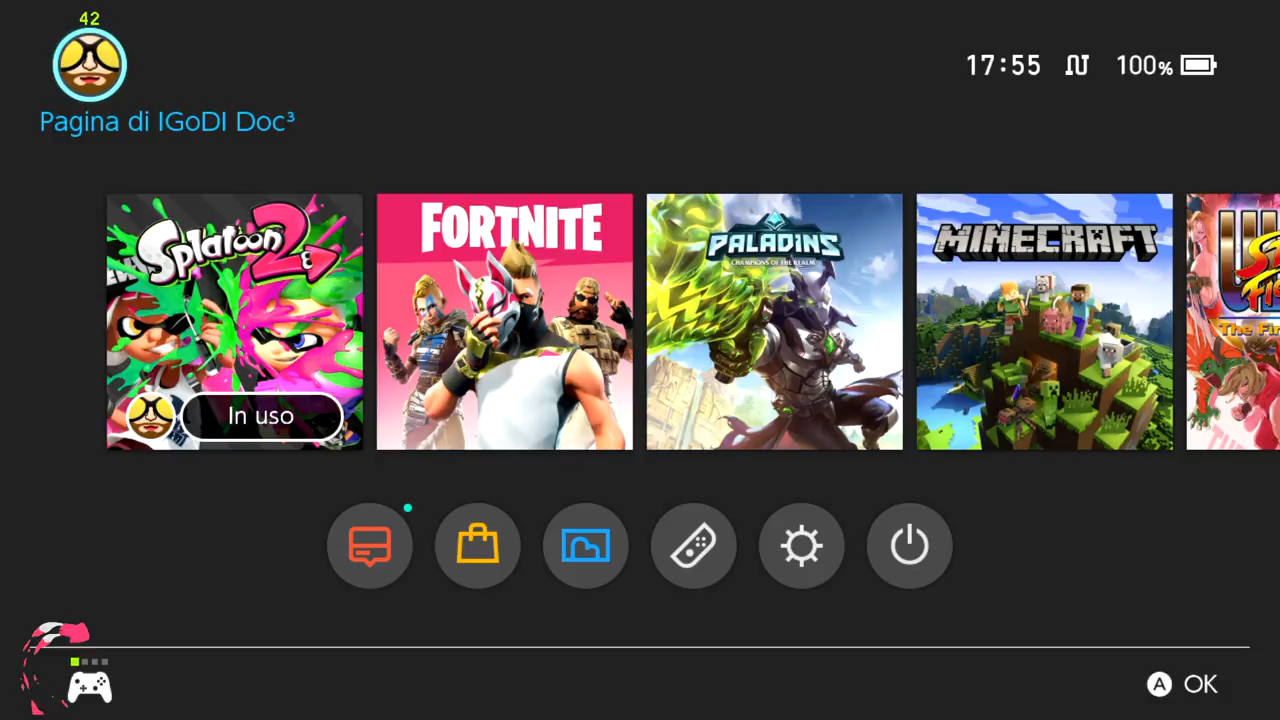 42
17:55
100%
Pagina di IGoDI Doc³
Splatoon 2
FORTNITE
PALADINS
CHAMPIONS OF THE REALM
MINECRAFT
In uso
A OK